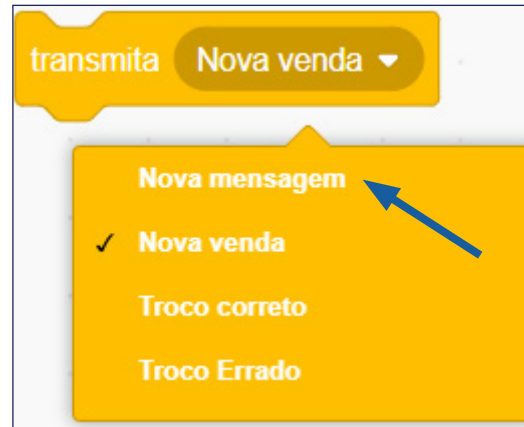 transmita Nova venda
Nova mensagem
✓ Nova venda
Troco correto
Troco Errado